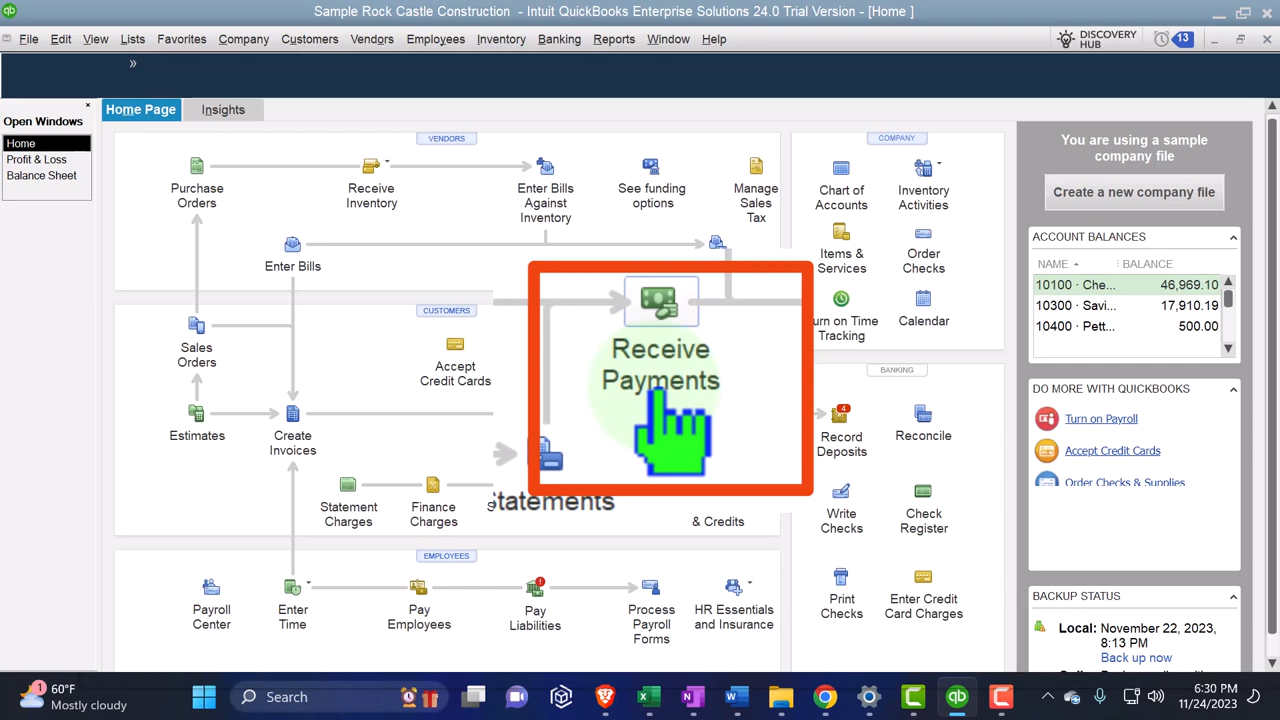 Sample Rock Castle Construction - Intuit QuickBooks Enterprise Solutions 24.0 Trial Version - [Home ]
File Edit View Lists Favorites Company Customers Vendors Employees Inventory Banking Reports Window Help
DISCOVERY
HUB
13
»
Open Windows
Home
Profit & Loss
Balance Sheet
Home Page
Insights
VENDORS
Purchase
Orders
Receive
Inventory
Enter Bills
Against
Inventory
See funding
options
Manage
Sales
Tax
Enter Bills
CUSTOMERS
Sales
Orders
Accept
Credit Cards
Receive
Payments
Estimates
Create
Invoices
Statement
Charges
Finance
Charges
Statements
& Credits
EMPLOYEES
Payroll
Center
Enter
Time
Pay
Employees
Pay
Liabilities
Process
Payroll
Forms
HR Essentials
and Insurance
COMPANY
Chart of
Accounts
Inventory
Activities
Items &
Services
Order
Checks
urn on Time
Tracking
Calendar
BANKING
4
Record
Deposits
Reconcile
Write
Checks
Check
Register
Print
Checks
Enter Credit
Card Charges
You are using a sample
company file
Create a new company file
ACCOUNT BALANCES
NAME BALANCE
10100 · Che... 46,969.10
10300 · Savi... 17,910.19
10400 · Pett... 500.00
DO MORE WITH QUICKBOOKS
Turn on Payroll
Accept Credit Cards
Order Checks & Supplies
BACKUP STATUS
Local: November 22, 2023,
8:13 PM
Back up now
1
60°F
Mostly cloudy
Search
6:30 PM
11/24/2023